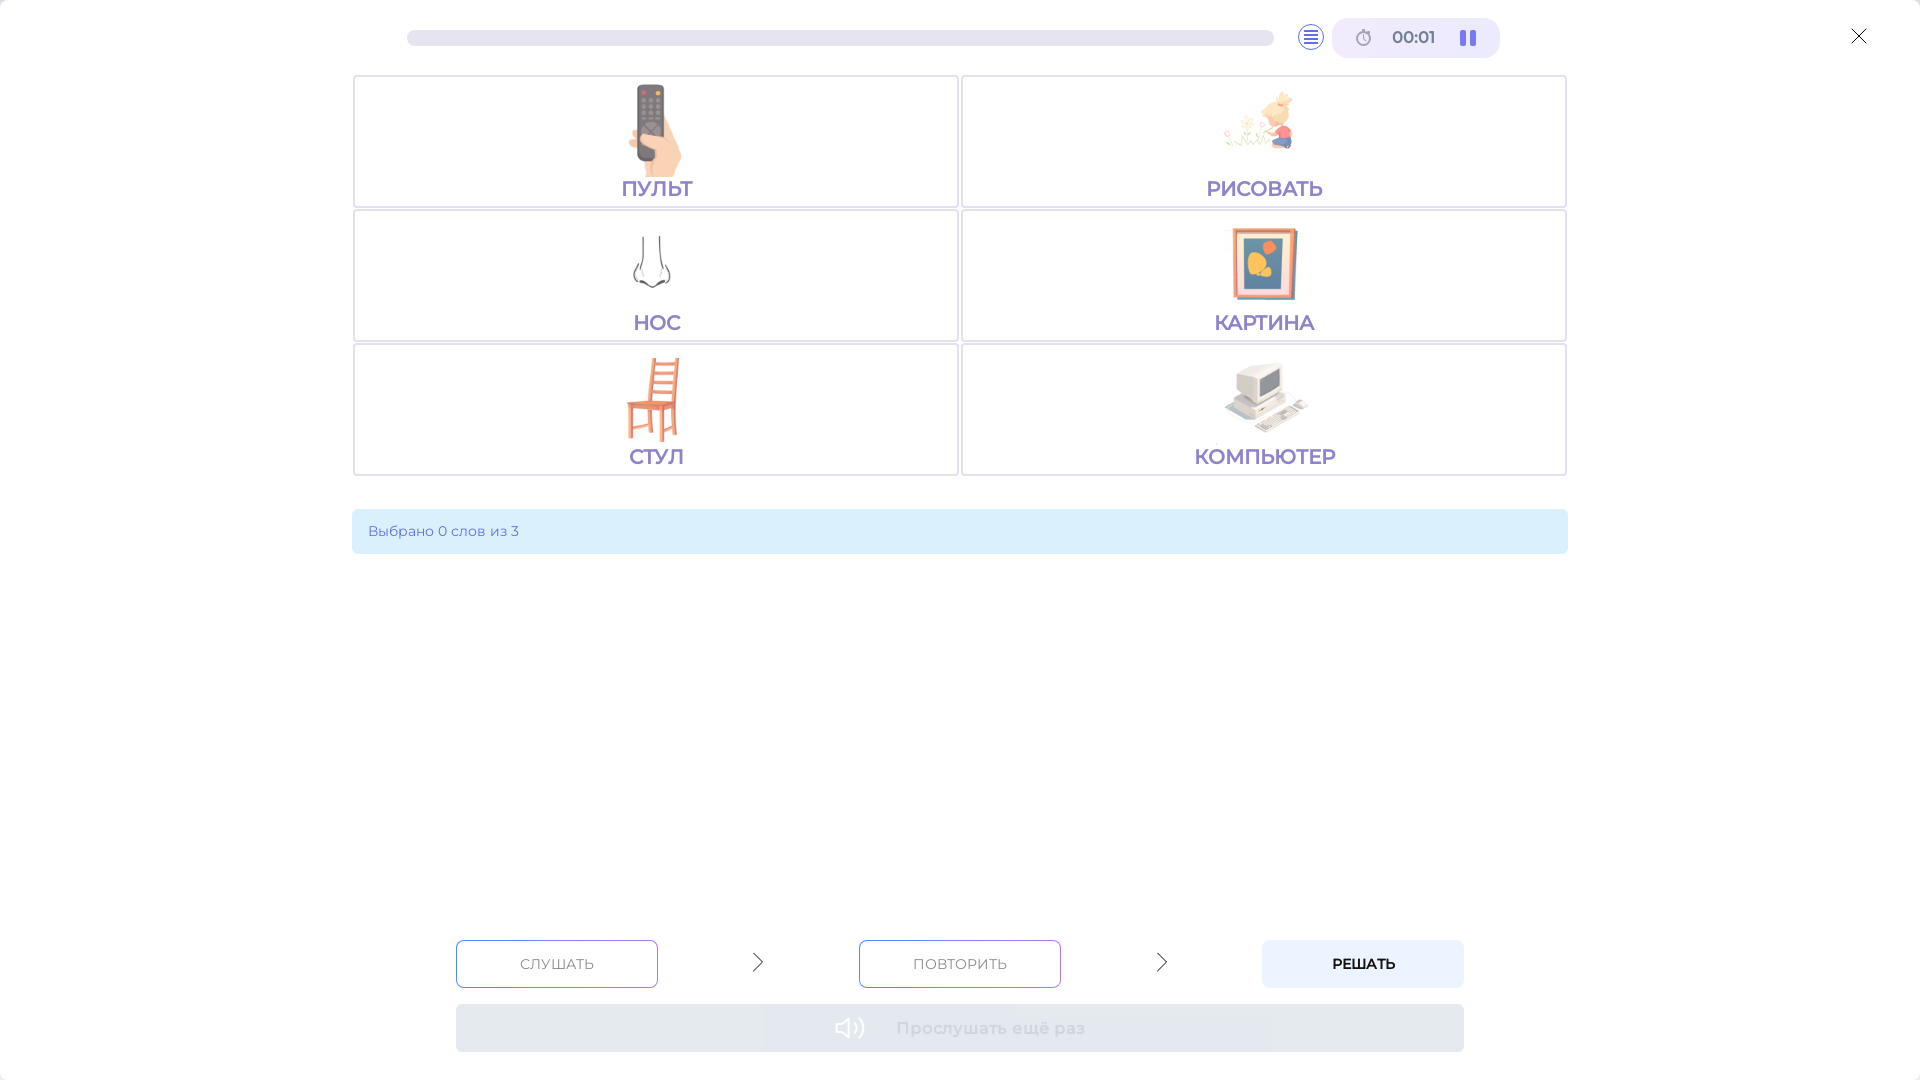 00:01
ПУЛЬТ
РИСОВАТЬ
НОС
КАРТИНА
СТУЛ
КОМПЬЮТЕР
Выбрано 0 слов из 3
СЛУШАТЬ
ПОВТОРИТЬ
РЕШАТЬ
Прослушать ещё раз